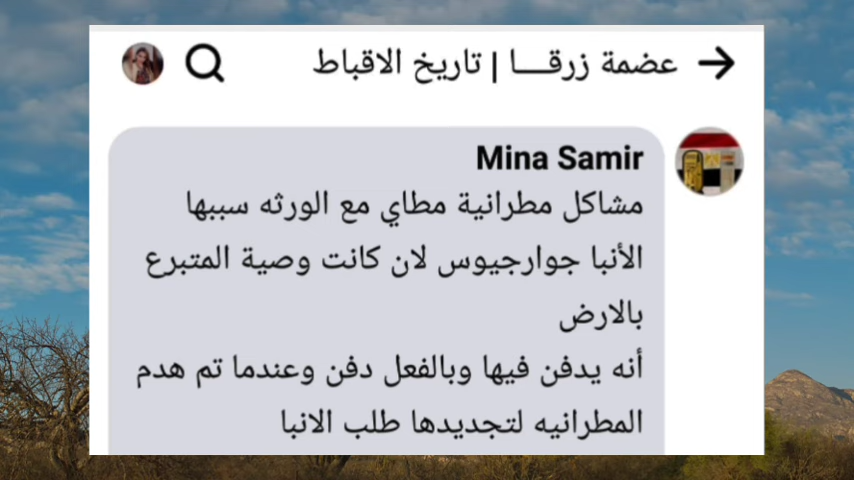 عضمة زرقـــا | تاريخ الاقباط
Mina Samir
مشاكل مطرانية مطاي مع الورثه سببها
الأنبا جوارجيوس لان كانت وصية المتبرع
بالارض
أنه يدفن فيها وبالفعل دفن وعندما تم هدم
المطرانيه لتجديدها طلب الانبا